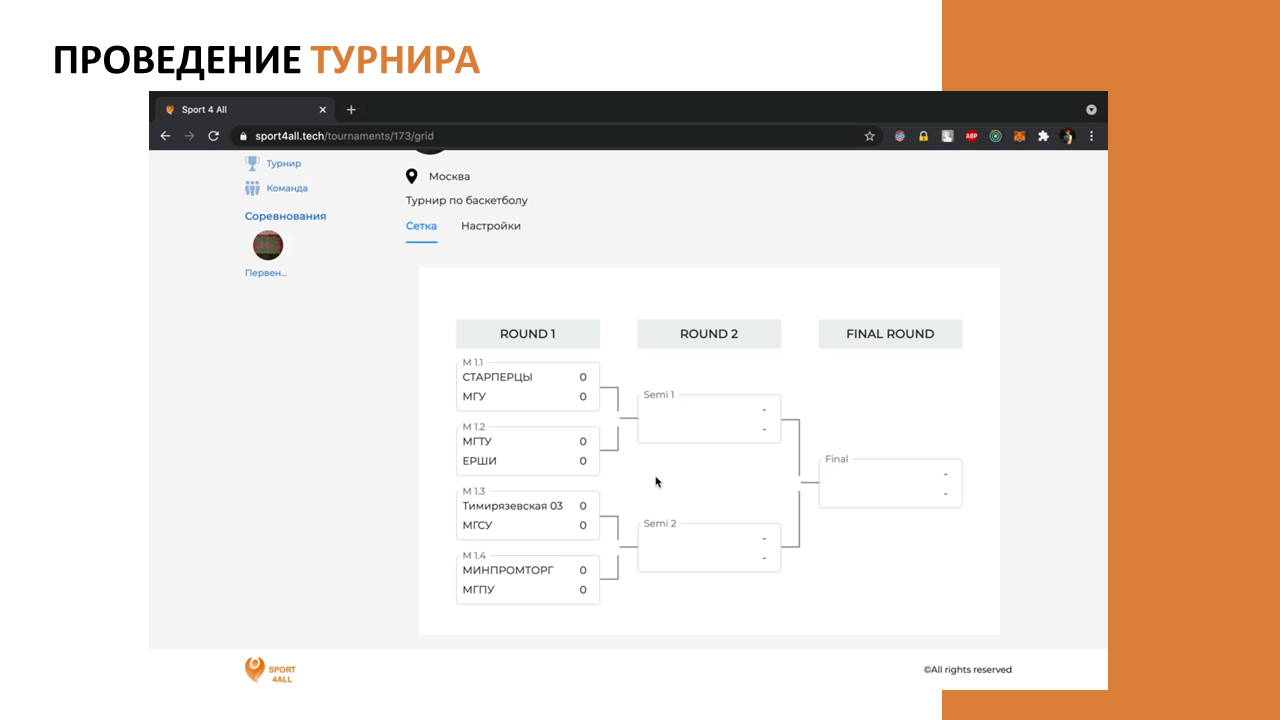 ПРОВЕДЕНИЕ ТУРНИРА
Sport 4 All
sport4all.tech/tournaments/173/grid
ABP
Турнир
Команда
Соревнования
Первен...
Москва
Турнир по баскетболу
Сетка Настройки
ROUND 1 ROUND 2 FINAL ROUND
M 1.1
СТАРПЕРЦЫ 0
МГУ 0
M 1.2
МГТУ 0
ЕРШИ 0
M 1.3
Тимирязевская 03 0
МГСУ 0
M 1.4
МИНПРОМТОРГ 0
МГПУ 0
Semi 1
-
-
Semi 2
-
-
Final
-
-
SPORT
4ALL
©All rights reserved